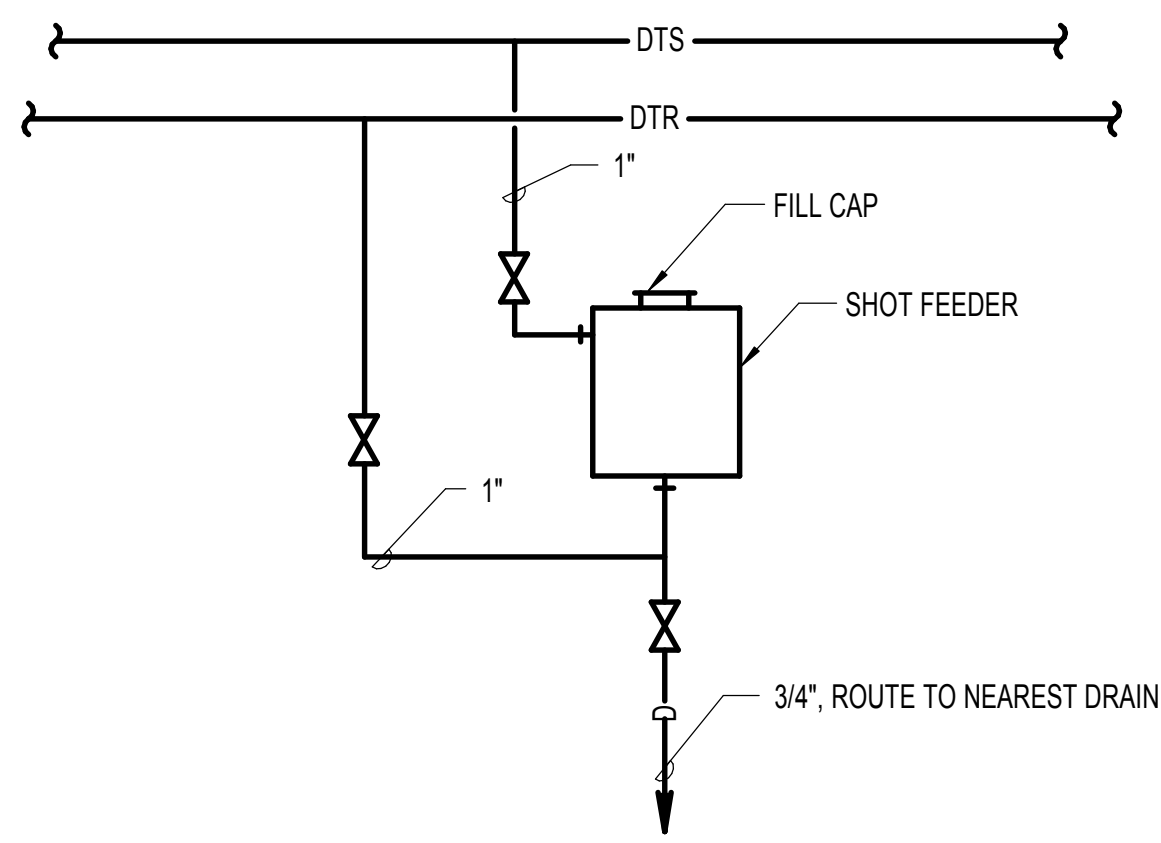 DTS
DTR
1"
FILL CAP
SHOT FEEDER
1"
3/4", ROUTE TO NEAREST DRAIN